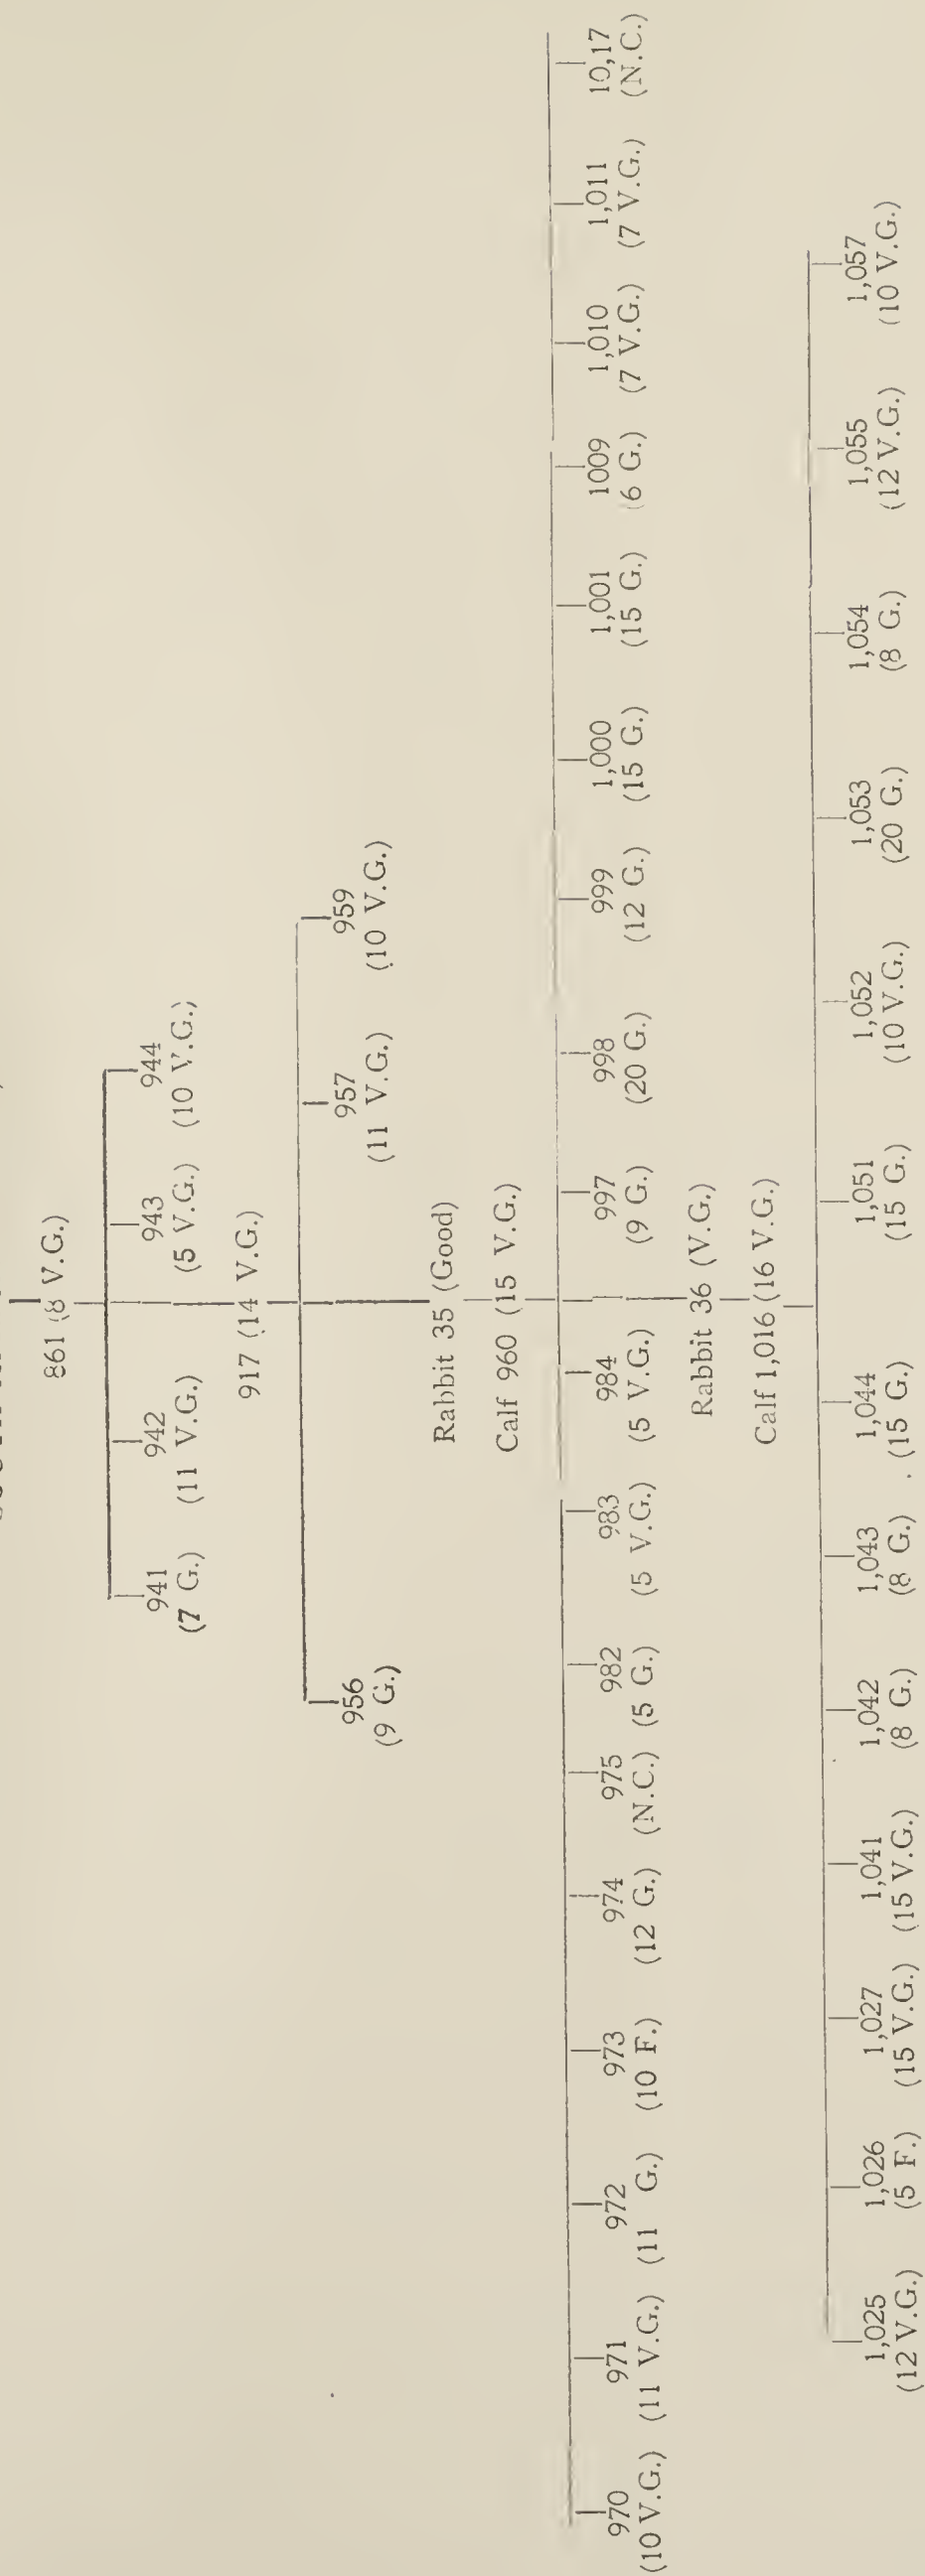 861 (8 V.G.)
941 942 943 944
(7 G.) (11 V.G.) (5 V.G.) (10 V.G.)
917 (14 V.G.)
956 957 959
(9 G.) (11 V.G.) (10 V.G.)
Rabbit 35 (Good)
Calf 960 (15 V.G.)
970 971 972 973 974 975 982 983 984 997 998 999 1,000 1,001 1009 1,010 1,011 10,17
(10 V.G.) (11 V.G.) (11 G.) (10 F.) (12 G.) (N.C.) (5 G.) (5 V.G.) (5 V.G.) (9 G.) (20 G.) (12 G.) (15 G.) (15 G.) (6 G.) (7 V.G.) (7 V.G.) (N.C.)
Rabbit 36 (V.G.)
Calf 1,016 (16 V.G.)
1,025 1,026 1,027 1,041 1,042 1,043 1,044 1,051 1,052 1,053 1,054 1,055 1,057
(12 V.G.) (5 F.) (15 V.G.) (15 V.G.) (8 G.) (8 G.) (15 G.) (15 G.) (10 V.G.) (20 G.) (8 G.) (12 V.G.) (10 V.G.)